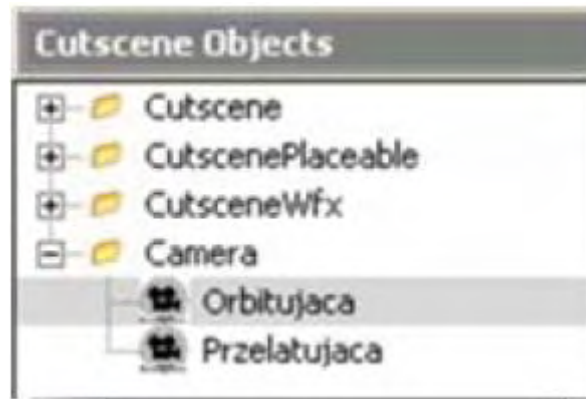 Cutscene Objects
Cutscene
CutscenePlaceable
CutsceneWfx
Camera
Orbitujaca
Przelatujaca